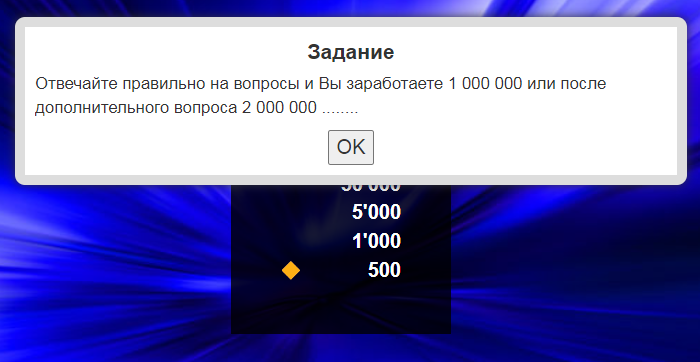 Задание
Отвечайте правильно на вопросы и Вы заработаете 1 000 000 или после
дополнительного вопроса 2 000 000 ........
OK
5'000
1'000
500